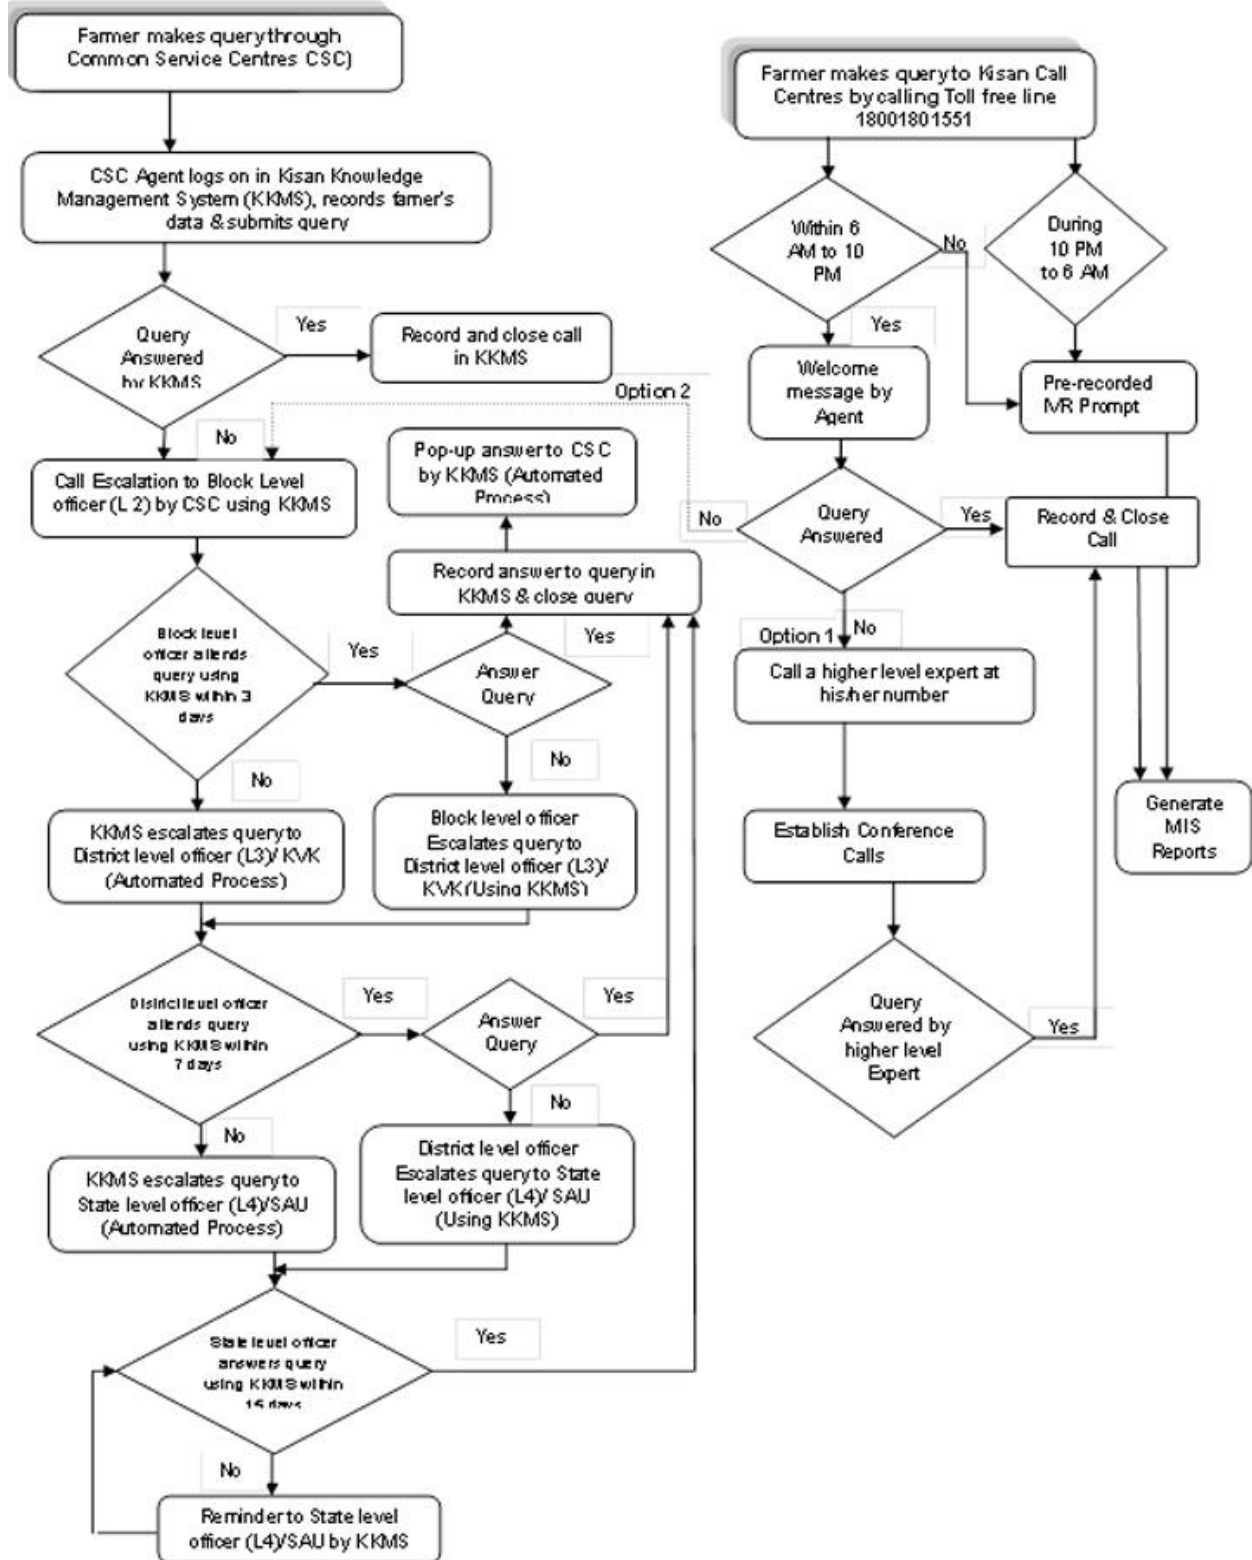 Farmer makes query through
Common Service Centres CSC)
CSC Agent logs on in Kisan Knowledge
Management System (KKMS), records farner's
data & submits query
Query
Answered
by KKMS
Yes
Record and close call
in KKMS
No
Call Escalation to Block Level
officer (L 2) by CSC using KKMS
Option 2
Pop-up answer to CSC
by KKMS (Automated
Process)
Record answer to query in
KKMS & close query
Block level
officer attends
query using
KKMS within 3
days
Yes
Answer
Query
Yes
No
No
KKMS escalates query to
District level officer (L3)/ KVK
(Automated Process)
Block level officer
Escalates query to
District level officer (L3)/
KVK (Using KKMS)
District level officer
attends query
using KKMS within
7 days
Yes
Answer
Query
Yes
No
No
KKMS escalates query to
State level officer (L4)/SAU
(Automated Process)
District level officer
Escalates query to State
level officer (L4)/ SAU
(Using KKMS)
State level officer
answers query
using KKMS within
15 days
Yes
No
Reminder to State level
officer (L4)/SAU by KKMS
Farmer makes query to Kisan Call
Centres by calling Toll free line
18001801551
Within 6
AM to 10
PM
No
During
10 PM
to 6 AM
Yes
Welcome
message by
Agent
Pre-recorded
IVR Prompt
No
Query
Answered
Yes
Record & Close
Call
Option 1
No
Call a higher level expert at
his/her number
Establish Conference
Calls
Generate
MIS
Reports
Query
Answered by
higher level
Expert
Yes